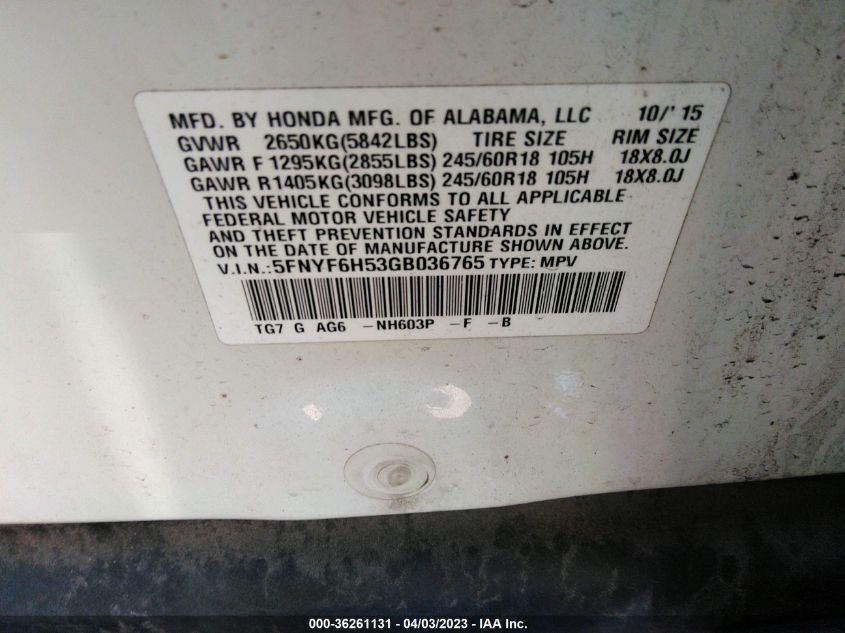 MFD. BY HONDA MFG. OF ALABAMA, LLC 10/'15
GVWR 2650KG(5842LBS) TIRE SIZE RIM SIZE
GAWR F 1295KG(2855LBS) 245/60R18 105H 18X8.0J
GAWR R1405KG(3098LBS) 245/60R18 105H 18X8.0J
THIS VEHICLE CONFORMS TO ALL APPLICABLE
FEDERAL MOTOR VEHICLE SAFETY
AND THEFT PREVENTION STANDARDS IN EFFECT
ON THE DATE OF MANUFACTURE SHOWN ABOVE.
V.I.N.:5FNYF6H53GB036765 TYPE: MPV
TG7 G AG6 -NH603P -F -B
000-36261131 - 04/03/2023 - IAA Inc.